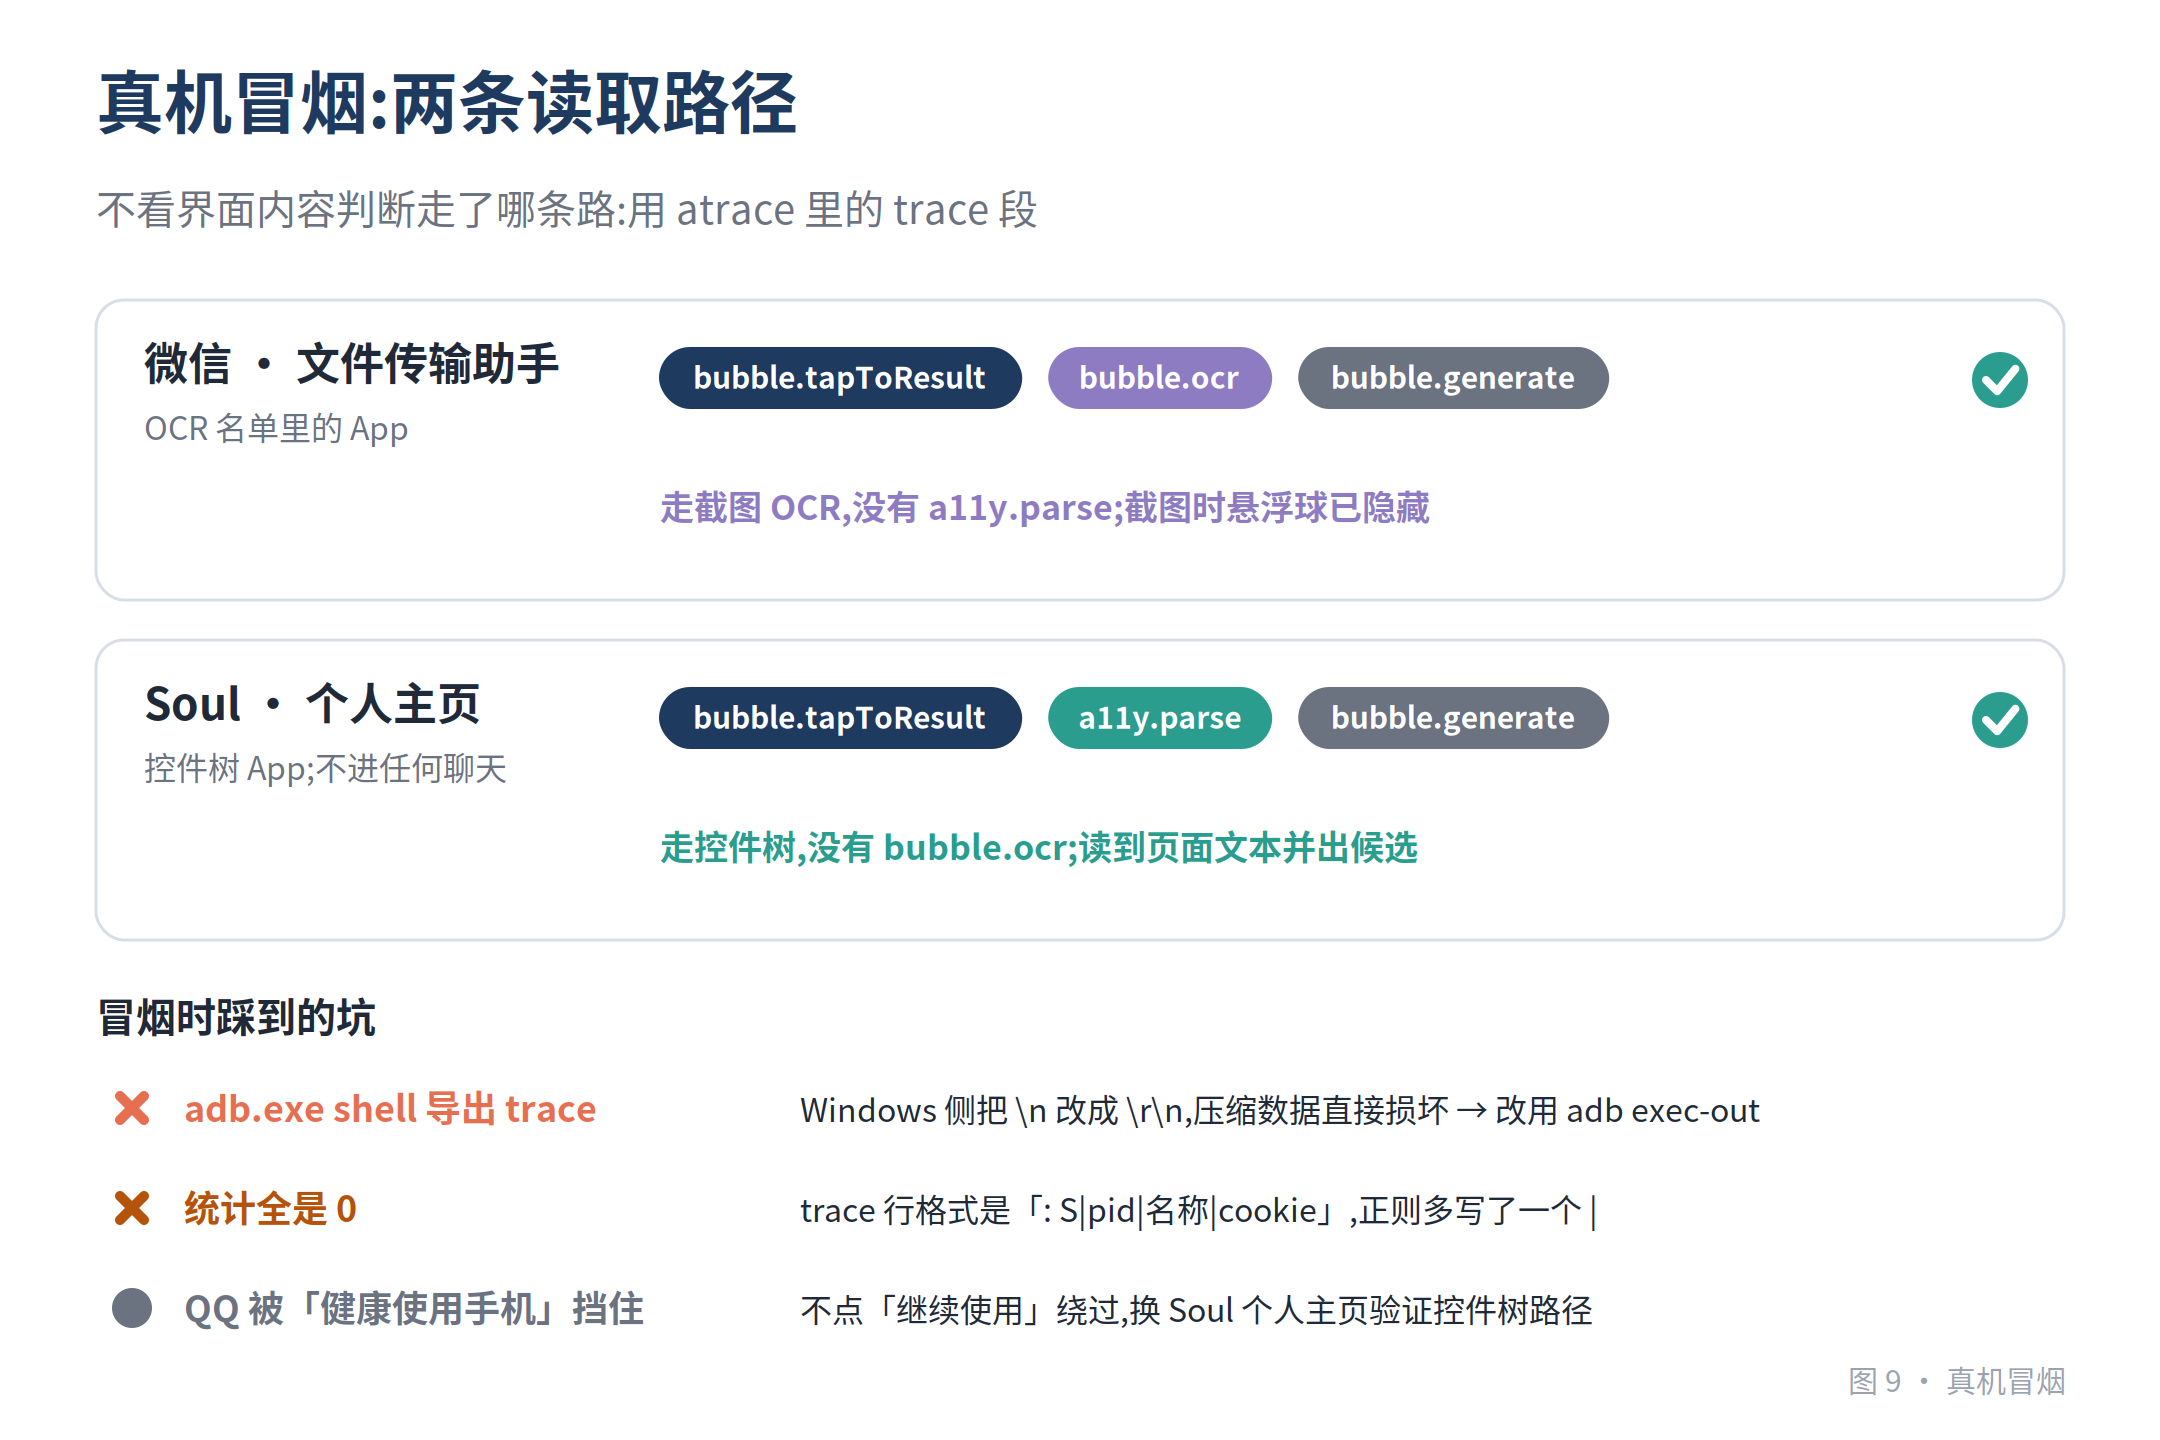 真机冒烟:两条读取路径
不看界面内容判断走了哪条路:用 atrace 里的 trace 段
微信 · 文件传输助手
OCR 名单里的 App
bubble.tapToResult
bubble.ocr
bubble.generate
走截图 OCR,没有 a11y.parse;截图时悬浮球已隐藏
Soul · 个人主页
控件树 App;不进任何聊天
bubble.tapToResult
a11y.parse
bubble.generate
走控件树,没有 bubble.ocr;读到页面文本并出候选
冒烟时踩到的坑
adb.exe shell 导出 trace
Windows 侧把 \n 改成 \r\n,压缩数据直接损坏 → 改用 adb exec-out
统计全是 0
trace 行格式是「: S|pid|名称|cookie」,正则多写了一个 |
QQ 被「健康使用手机」挡住
不点「继续使用」绕过,换 Soul 个人主页验证控件树路径
图 9 · 真机冒烟